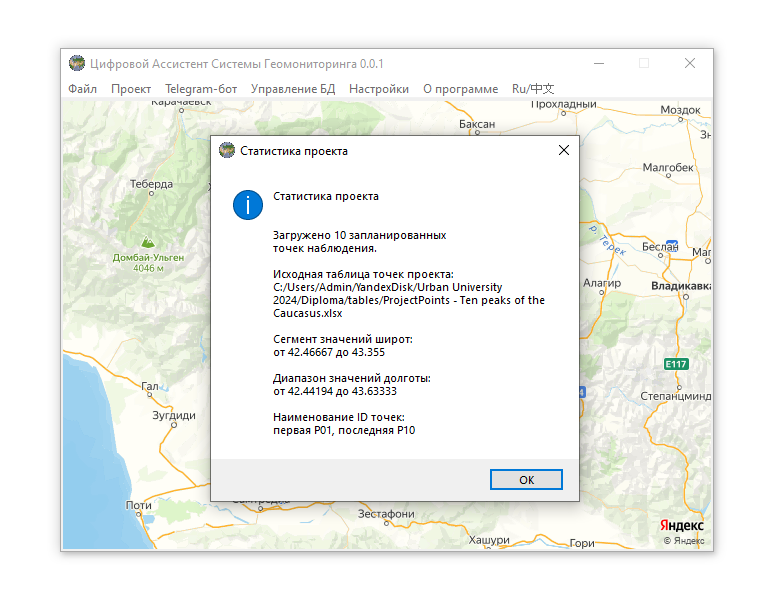 Цифровой Ассистент Системы Геомониторинга 0.0.1
Файл Проект Telegram-бот Управление БД Настройки О программе Ru/中文
Карачаевск
Прохладный
Моздок
Баксан
Малгобек
Теберда
Домбай-Ульген
4046 м
р. Терек
Беслан
Алагир
Владикавка
E117
Степанцминд
Гал
Зугдиди
Поти
Зестафони
Хашури
Гори
Яндекс
© Яндекс
Статистика проекта
Статистика проекта
Загружено 10 запланированных
точек наблюдения.
Исходная таблица точек проекта:
C:/Users/Admin/YandexDisk/Urban University
2024/Diploma/tables/ProjectPoints - Ten peaks of the
Caucasus.xlsx
Сегмент значений широт:
от 42.46667 до 43.355
Диапазон значений долготы:
от 42.44194 до 43.63333
Наименование ID точек:
первая P01, последняя P10
OK